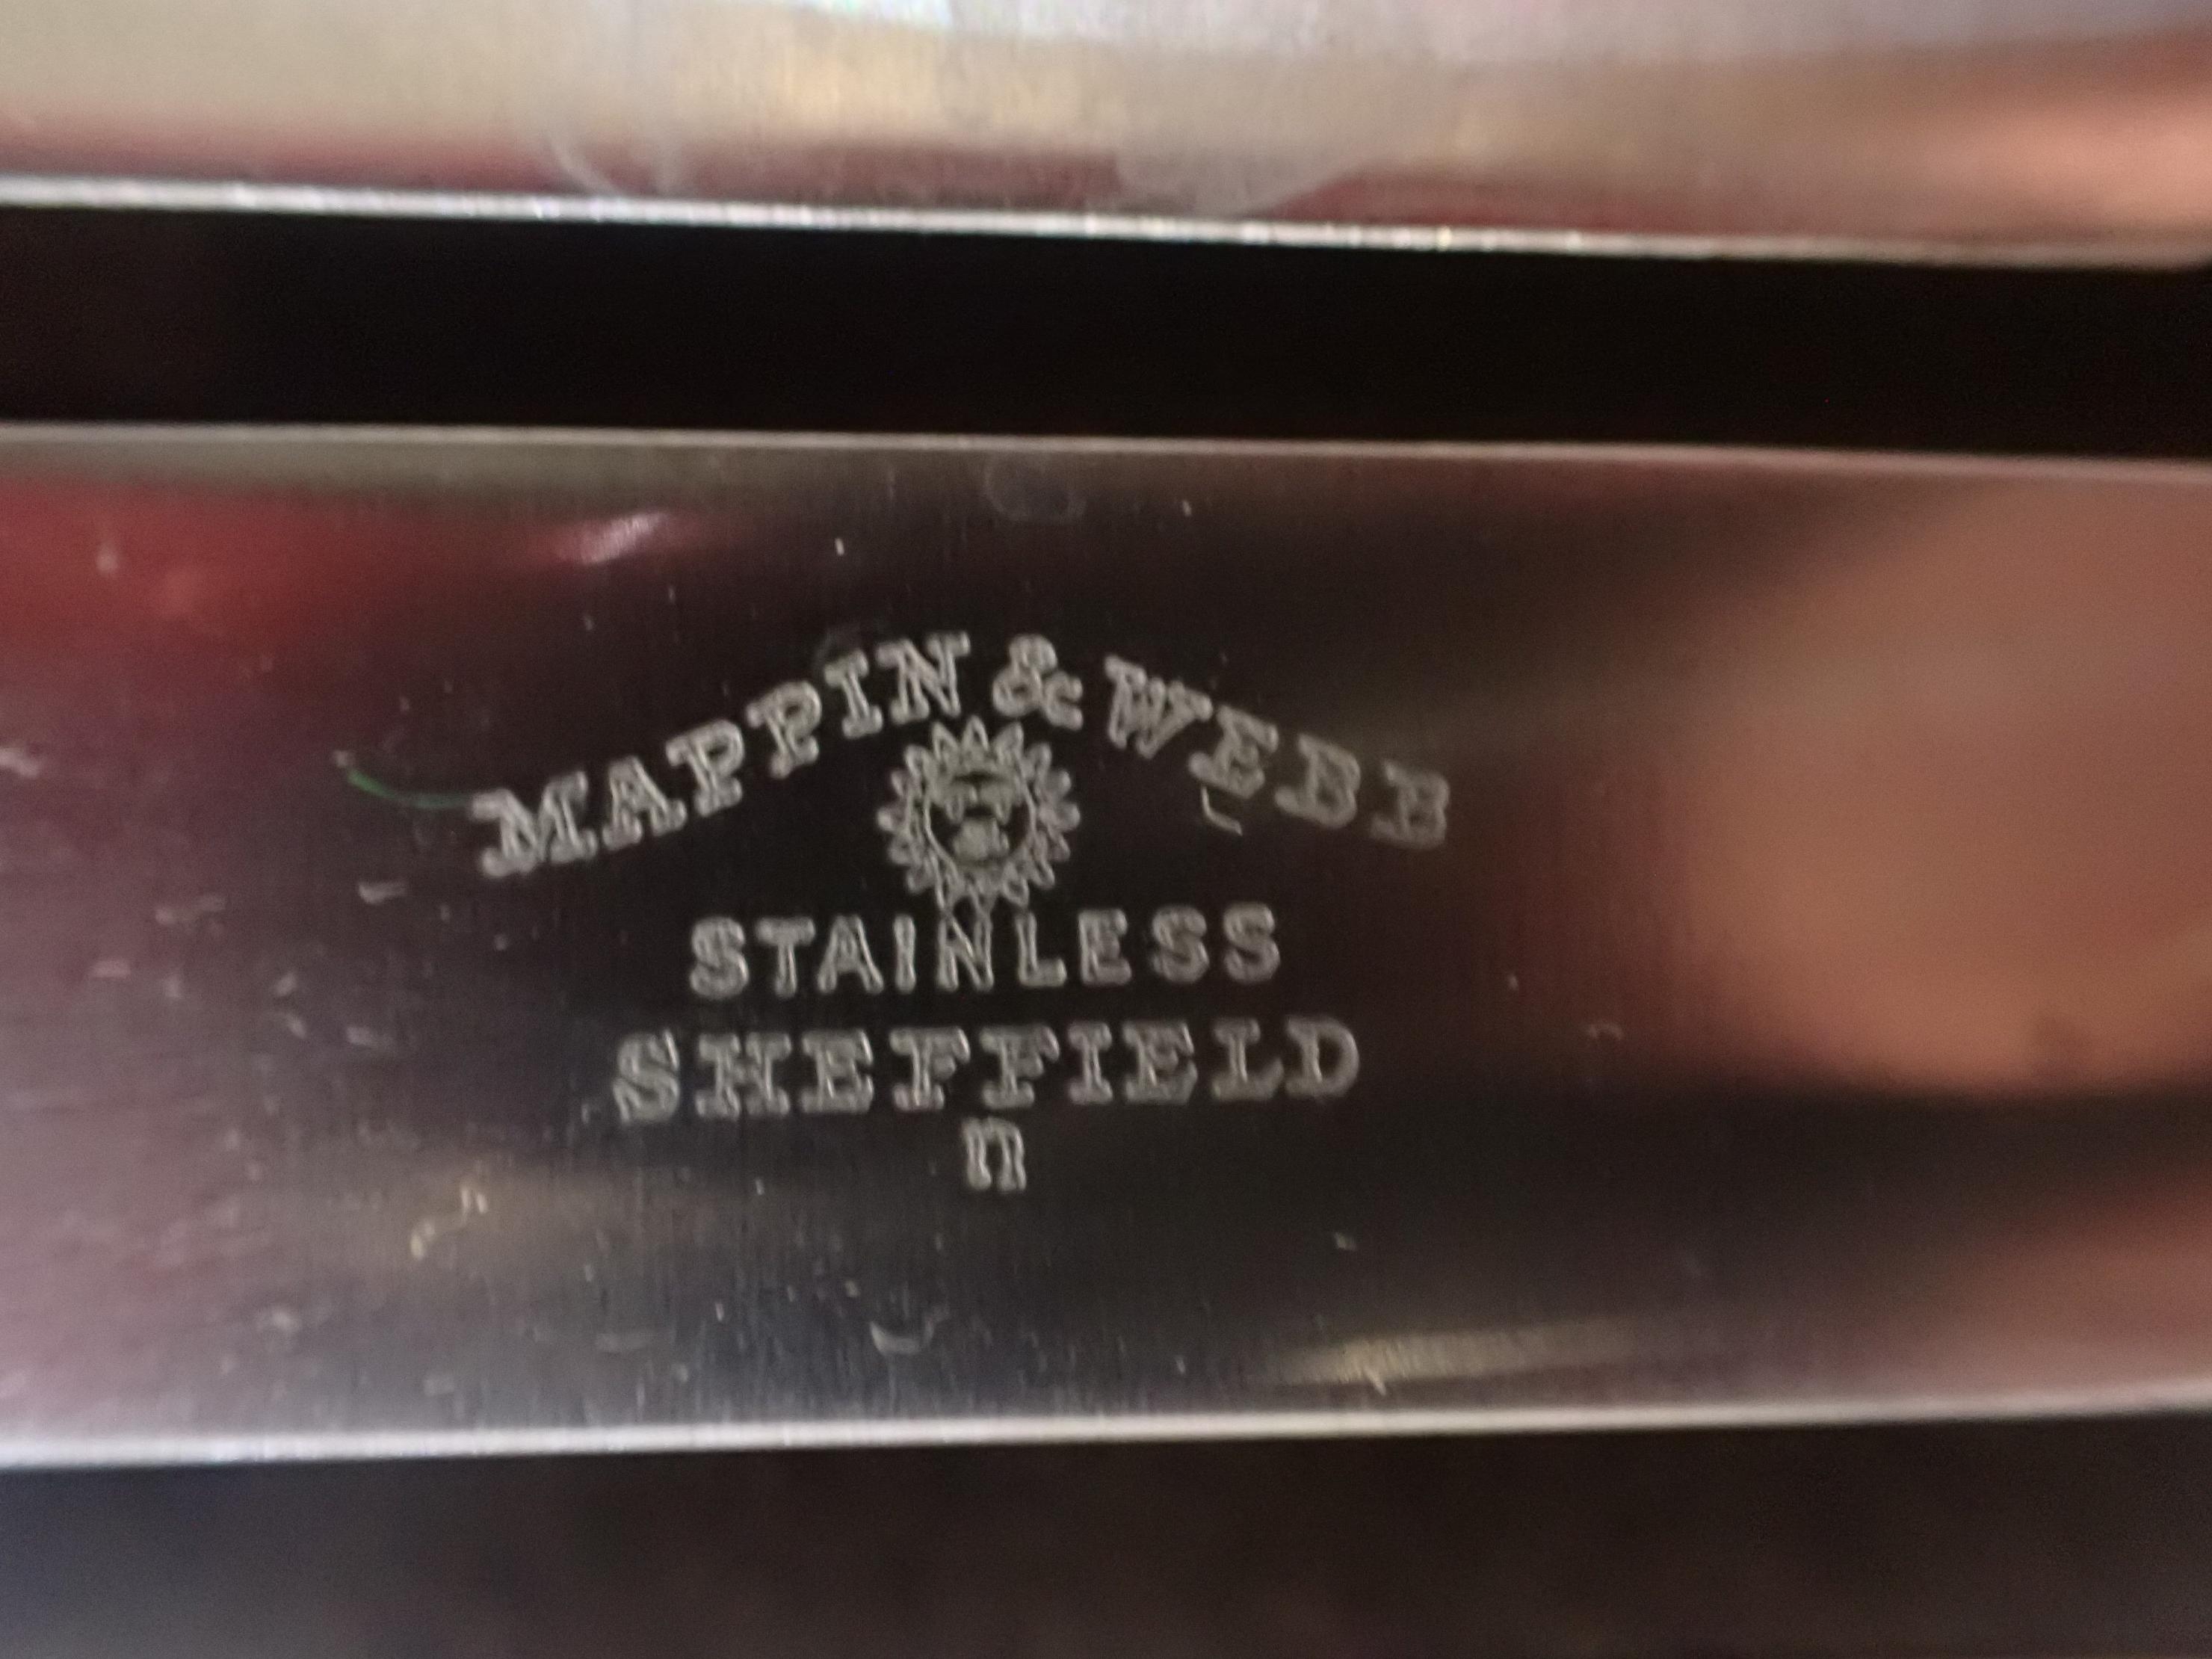 MAPPIN & WEBB
STAINLESS
SHEFFIELD
n